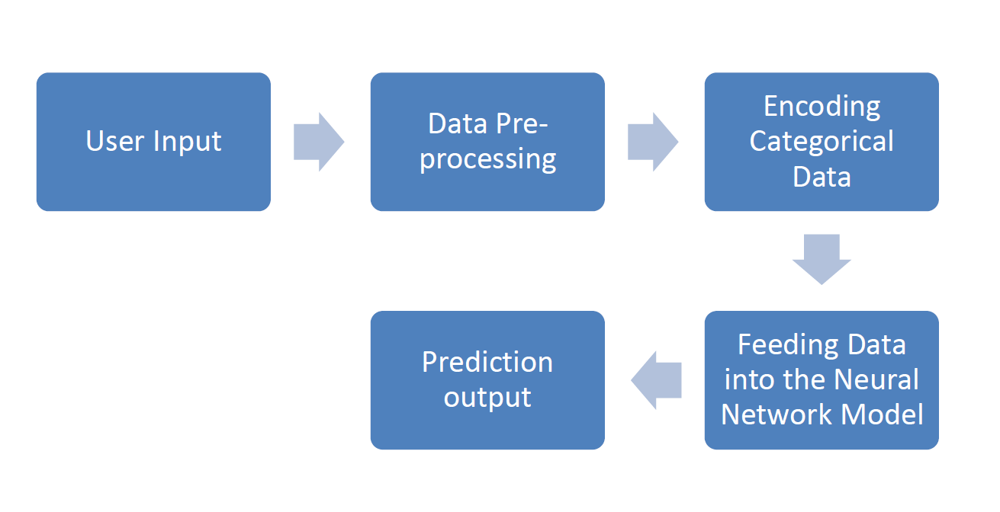 User Input
Data Pre-
processing
Encoding
Categorical
Data
Feeding Data
into the Neural
Network Model
Prediction
output